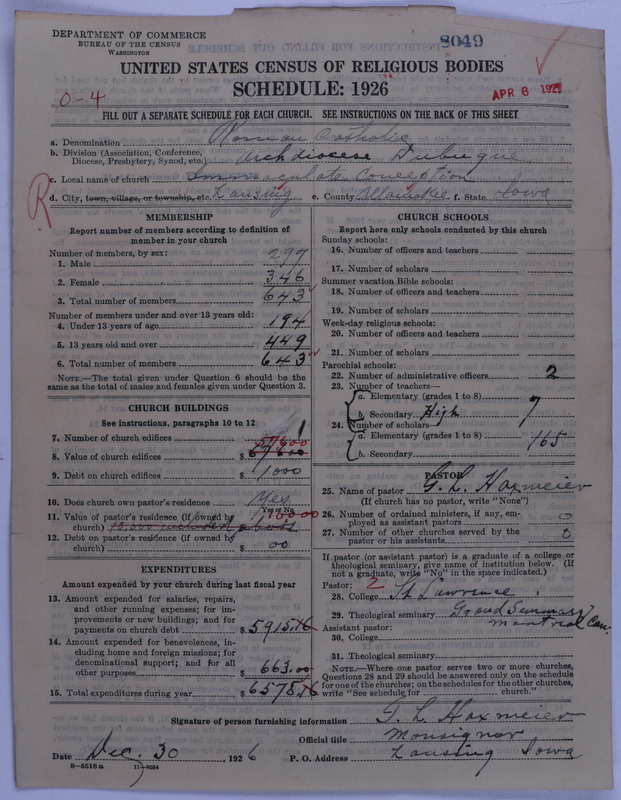 DEPARTMENT OF COMMERCE
BUREAU OF THE CENSUS
WASHINGTON
8049
UNITED STATES CENSUS OF RELIGIOUS BODIES
SCHEDULE: 1926
0-4
APR 8 192
FILL OUT A SEPARATE SCHEDULE FOR EACH CHURCH. SEE INSTRUCTIONS ON THE BACK OF THIS SHEET
a. Denomination Roman Catholic
b. Division (Association, Conference, Diocese, Presbytery, Synod, etc.) Archdiocese Dubuque
c. Local name of church Immaculate Conception
R
d. City, town, village, or township, etc. Lansing e. County Allamakee f. State Iowa
MEMBERSHIP
Report number of members according to definition of member in your church
Number of members, by sex:
1. Male 297
2. Female 346
3. Total number of members 643
Number of members under and over 13 years old:
4. Under 13 years of age 194
5. 13 years old and over 449
6. Total number of members 643
NOTE.—The total given under Question 6 should be the same as the total of males and females given under Question 3.
CHURCH BUILDINGS
See instructions, paragraphs 10 to 12
7. Number of church edifices 1
8. Value of church edifices $ 57600
9. Debt on church edifices $ 1000
10. Does church own pastor's residence Yes
(Yes or No)
11. Value of pastor's residence (if owned by church) $ 10000
12. Debt on pastor's residence (if owned by church) $ 00
EXPENDITURES
Amount expended by your church during last fiscal year
13. Amount expended for salaries, repairs, and other running expenses; for improvements or new buildings; and for payments on church debt $ 5915.16
14. Amount expended for benevolences, including home and foreign missions; for denominational support; and for all other purposes $ 663.00
15. Total expenditures during year $ 6578.16
CHURCH SCHOOLS
Report here only schools conducted by this church
Sunday schools:
16. Number of officers and teachers
17. Number of scholars
Summer vacation Bible schools:
18. Number of officers and teachers
19. Number of scholars
Week-day religious schools:
20. Number of officers and teachers
21. Number of scholars
Parochial schools:
22. Number of administrative officers 2
23. Number of teachers—
a. Elementary (grades 1 to 8) 7
b. Secondary High
24. Number of scholars—
a. Elementary (grades 1 to 8) 165
b. Secondary
PASTOR
25. Name of pastor G. L. Haxmeier
(If church has no pastor, write "None")
26. Number of ordained ministers, if any, employed as assistant pastors 0
27. Number of other churches served by the pastor or his assistants 0
If pastor (or assistant pastor) is a graduate of a college or theological seminary, give name of institution below. (If not a graduate, write "No" in the space indicated.)
Pastor: 2
28. College St Lawrence
29. Theological seminary Grand Seminary Montreal Can.
Assistant pastor:
30. College
31. Theological seminary
NOTE.—Where one pastor serves two or more churches, Questions 28 and 29 should be answered only on the schedule for one of the churches; on the schedules for the other churches, write "See schedule for church."
Signature of person furnishing information G. L. Haxmeier
Official title Monsignor
Date Dec. 30, 1926 P. O. Address Lansing Iowa
8—5518 a